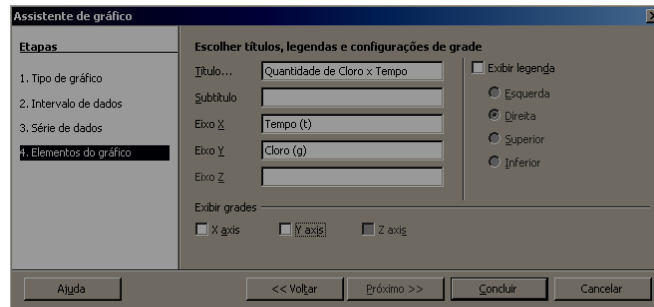 Assistente de gráfico
Etapas
1. Tipo de gráfico
2. Intervalo de dados
3. Série de dados
4. Elementos do gráfico
Escolher títulos, legendas e configurações de grade
Título... Quantidade de Cloro x Tempo
Subtítulo
Eixo X Tempo (t)
Eixo Y Cloro (g)
Eixo Z
Exibir legenda
Esquerda
Direita
Superior
Inferior
Exibir grades
X axis Y axis Z axis
Ajuda << Voltar Próximo >> Concluir Cancelar